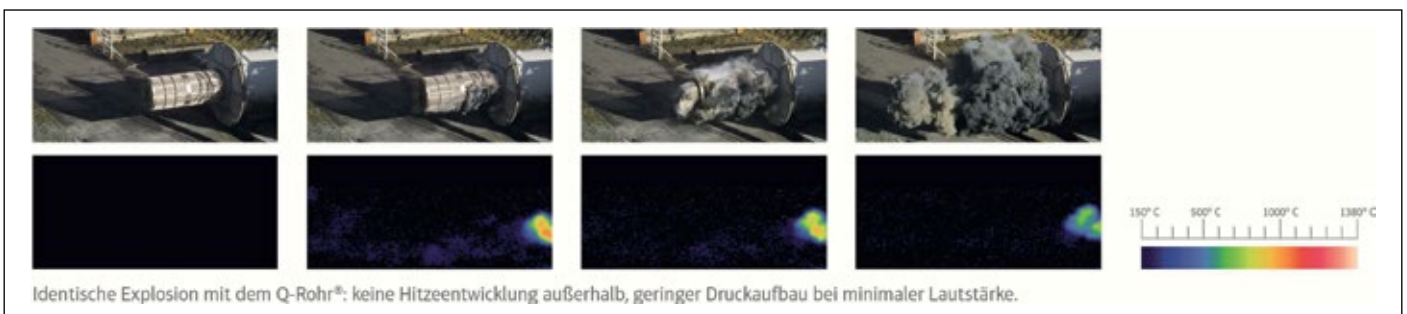 150° C 500° C 1000° C 1380° C
Identische Explosion mit dem Q-Rohr®: keine Hitzeentwicklung außerhalb, geringer Druckaufbau bei minimaler Lautstärke.